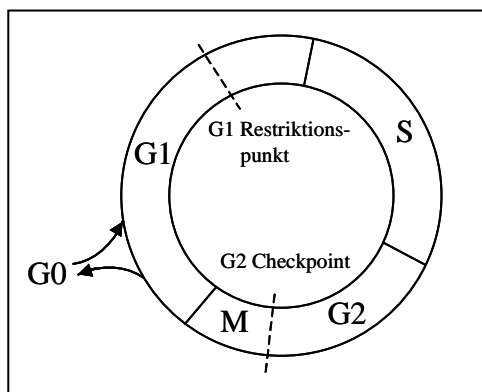 G1 Restriktions-
punkt
G1
S
G0
G2 Checkpoint
M
G2